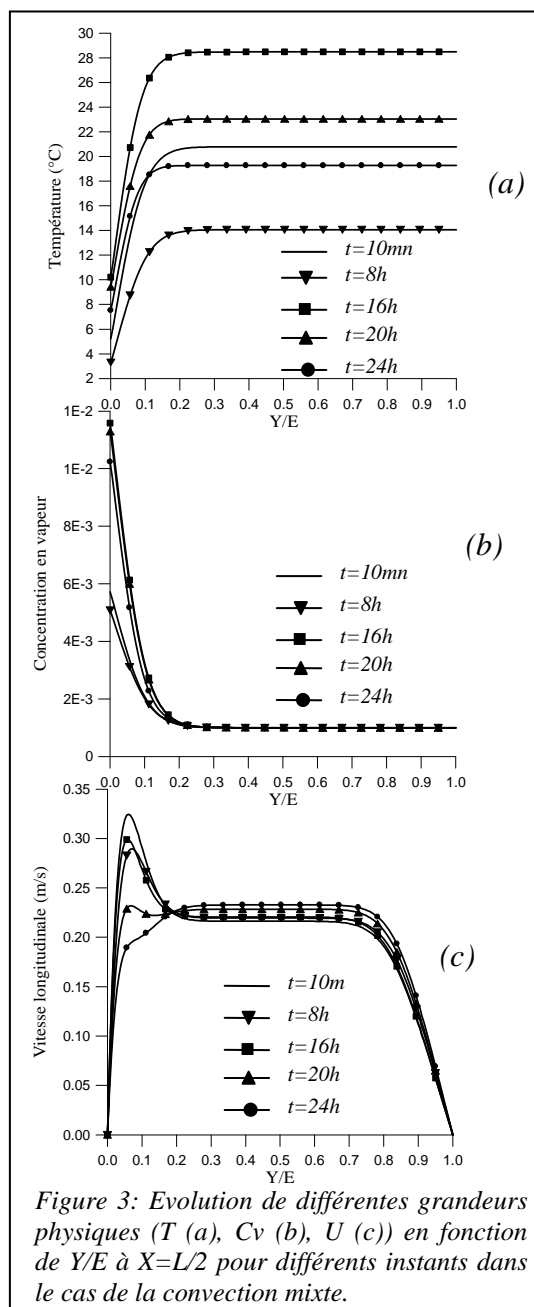 30
28
26
24
22
20
18
16
14
12
10
8
6
4
2
Température (°C)
(a)
t=10mn
t=8h
t=16h
t=20h
t=24h
0.0 0.1 0.2 0.3 0.4 0.5 0.6 0.7 0.8 0.9 1.0
Y/E
1E-2
1E-2
8E-3
6E-3
4E-3
2E-3
0
Concentration en vapeur
(b)
t=10mn
t=8h
t=16h
t=20h
t=24h
0.0 0.1 0.2 0.3 0.4 0.5 0.6 0.7 0.8 0.9 1.0
Y/E
0.35
0.30
0.25
0.20
0.15
0.10
0.05
0.00
Vitesse longitudinale (m/s)
(c)
t=10m
t=8h
t=16h
t=20h
t=24h
0.0 0.1 0.2 0.3 0.4 0.5 0.6 0.7 0.8 0.9 1.0
Y/E
Figure 3: Evolution de différentes grandeurs
physiques (T (a), Cv (b), U (c)) en fonction
de Y/E à X=L/2 pour différents instants dans
le cas de la convection mixte.